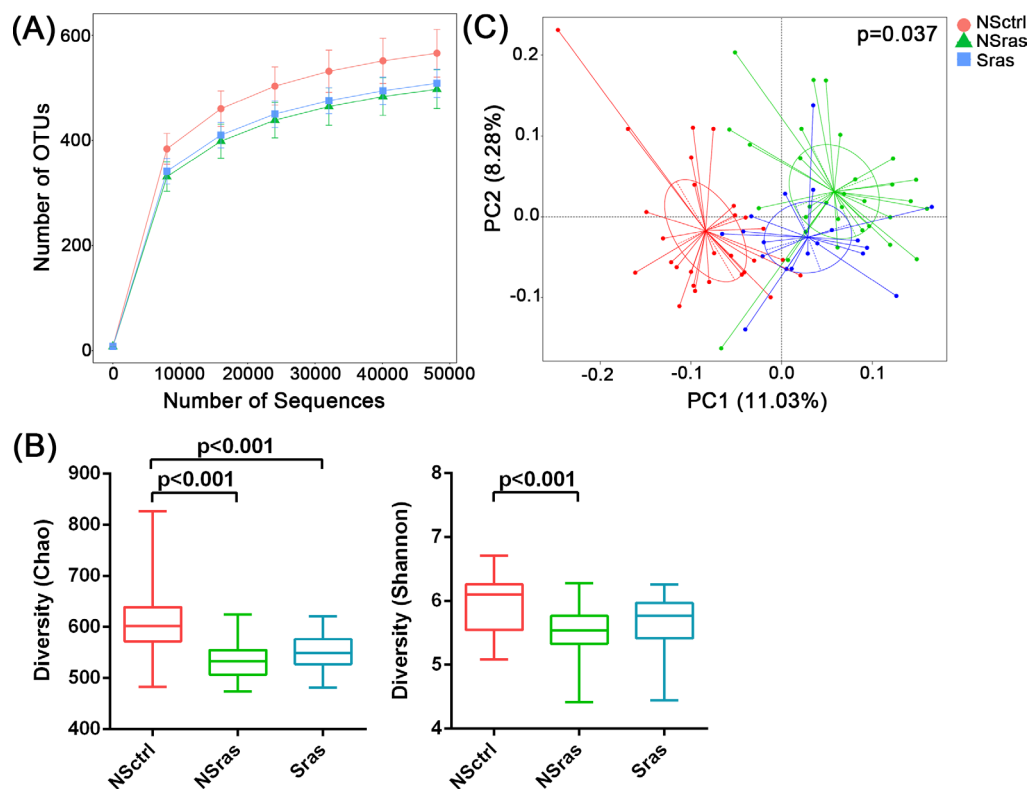 (A)
600
400
200
0
0 10000 20000 30000 40000 50000
Number of OTUs
Number of Sequences
(C)
p=0.037
NSctrl
NSras
Sras
0.2
0.1
0.0
-0.1
-0.2 -0.1 0.0 0.1
PC2 (8.28%)
PC1 (11.03%)
(B)
p<0.001
p<0.001
900
800
700
600
500
400
Diversity (Chao)
NSctrl NSras Sras
p<0.001
8
7
6
5
4
Diversity (Shannon)
NSctrl NSras Sras